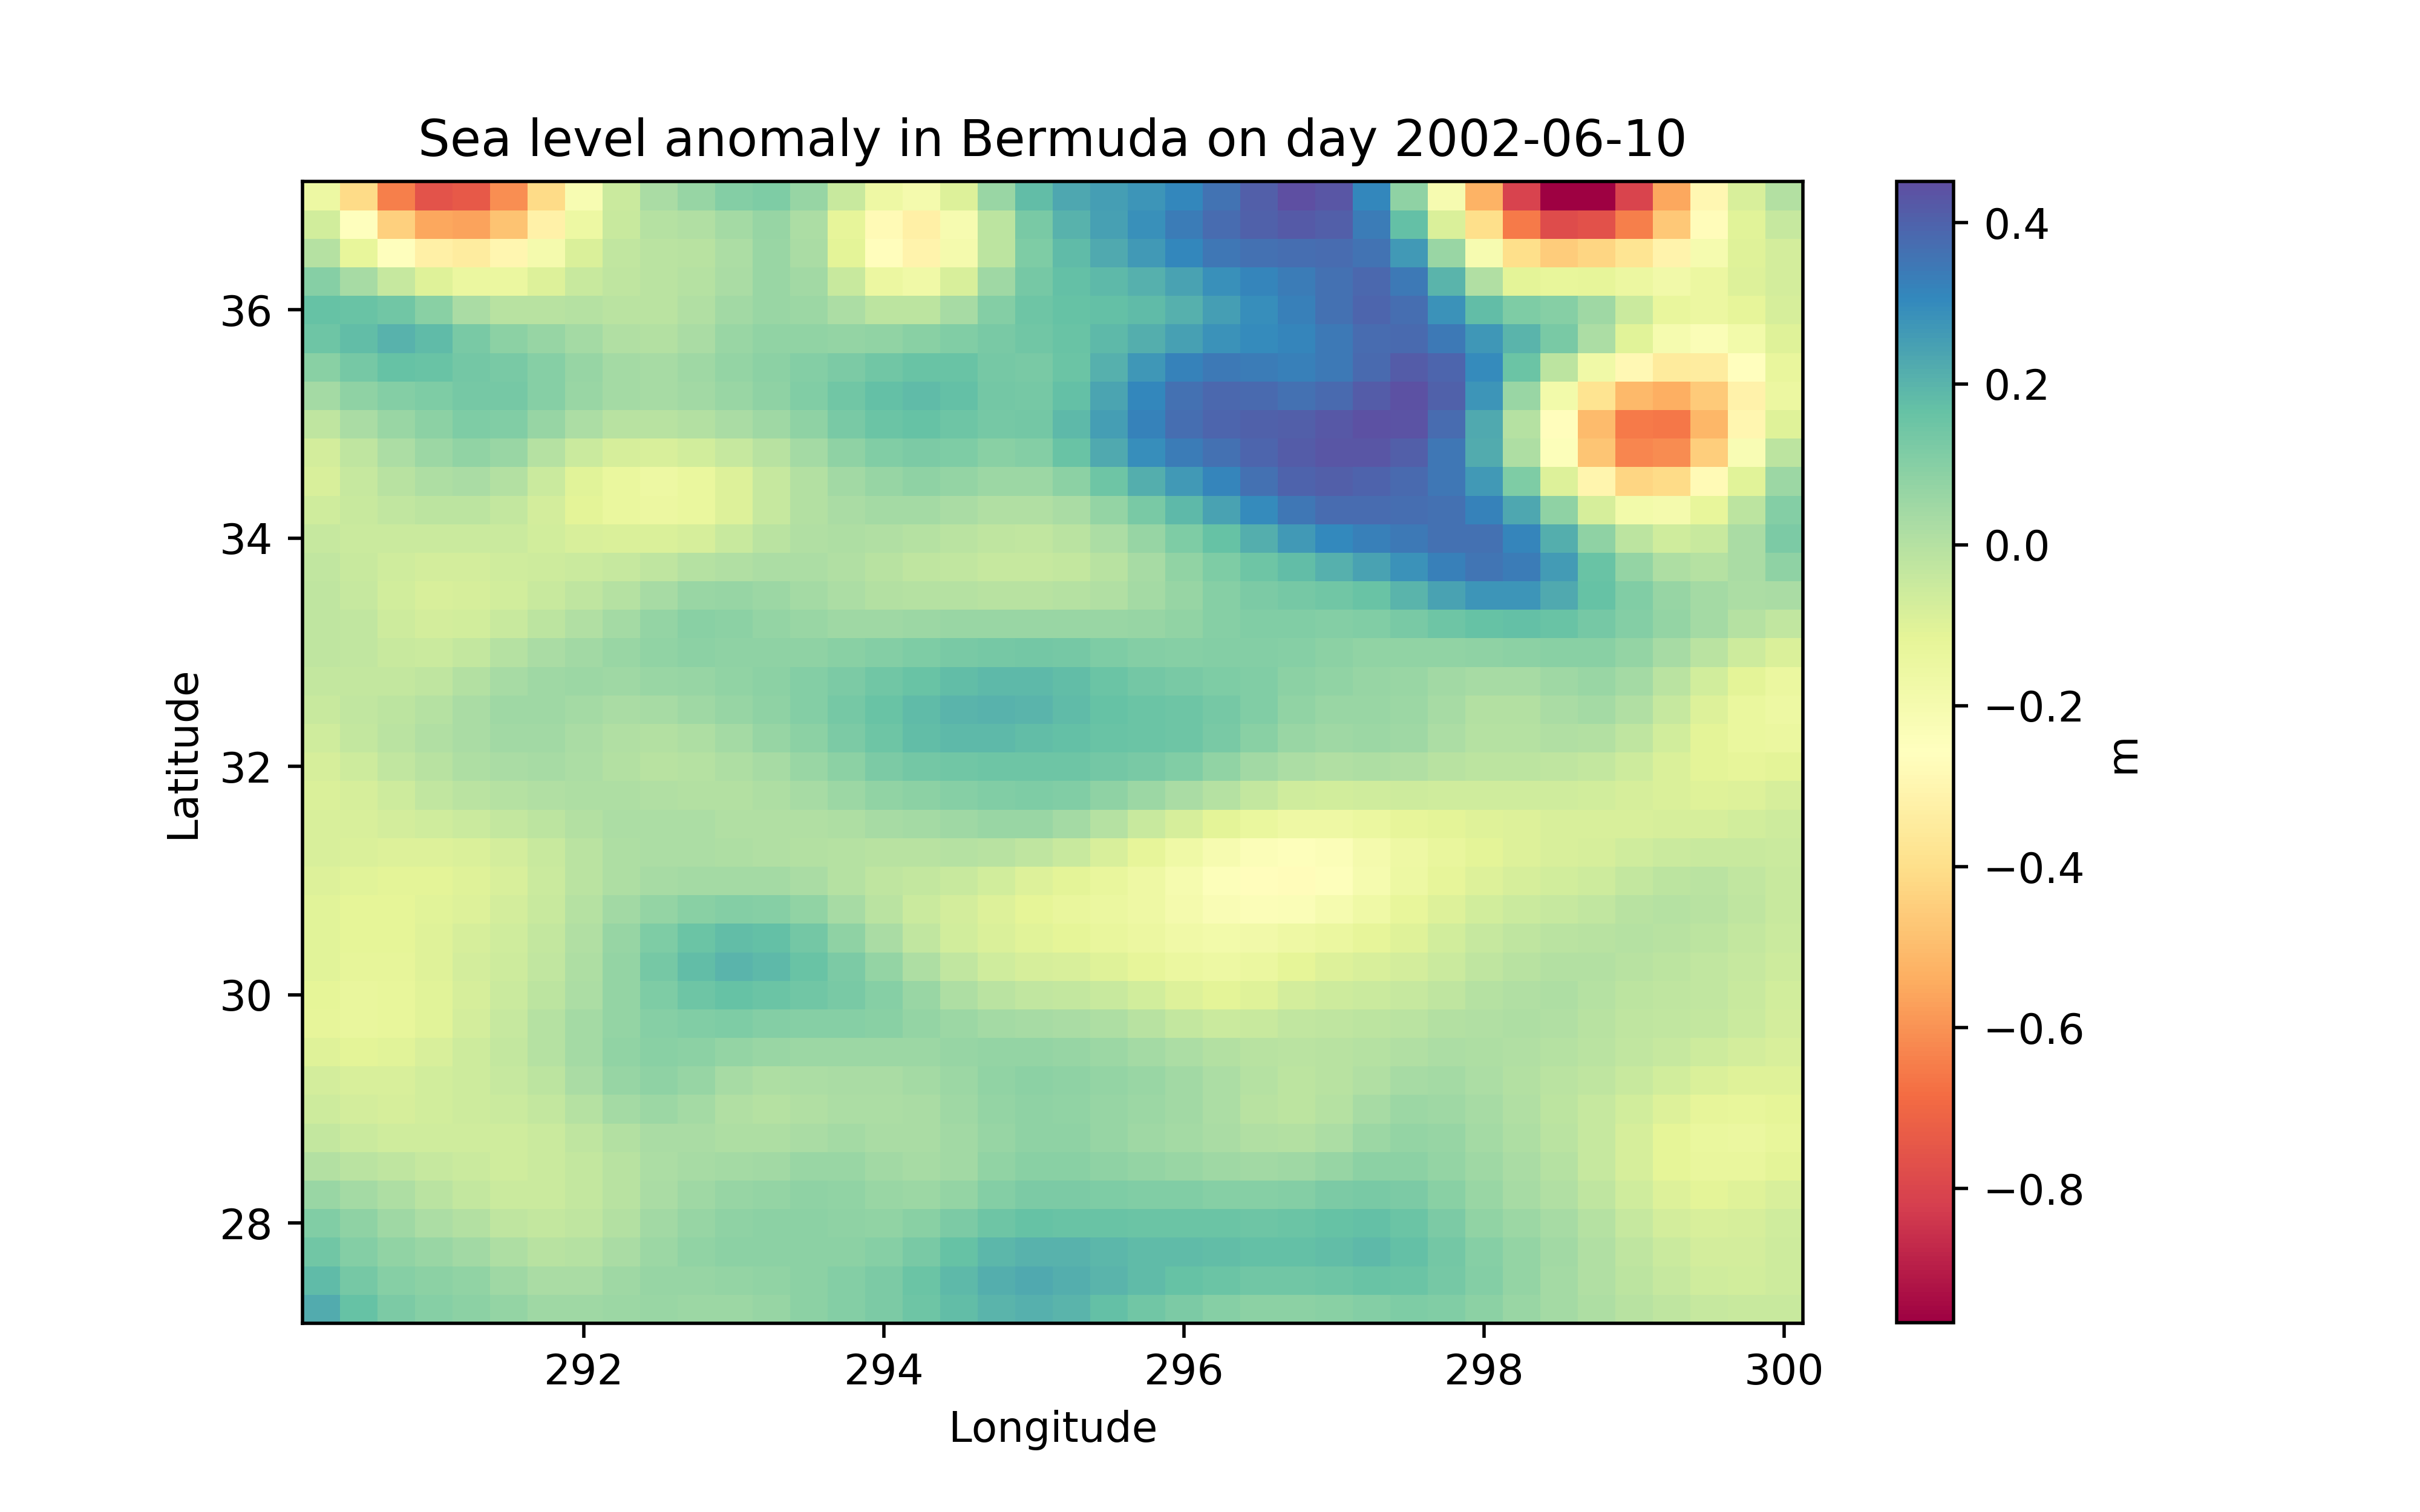 Sea level anomaly in Bermuda on day 2002-06-10
36
34
32
30
28
Latitude
292 294 296 298 300
Longitude
0.4
0.2
0.0
−0.2
−0.4
−0.6
−0.8
m